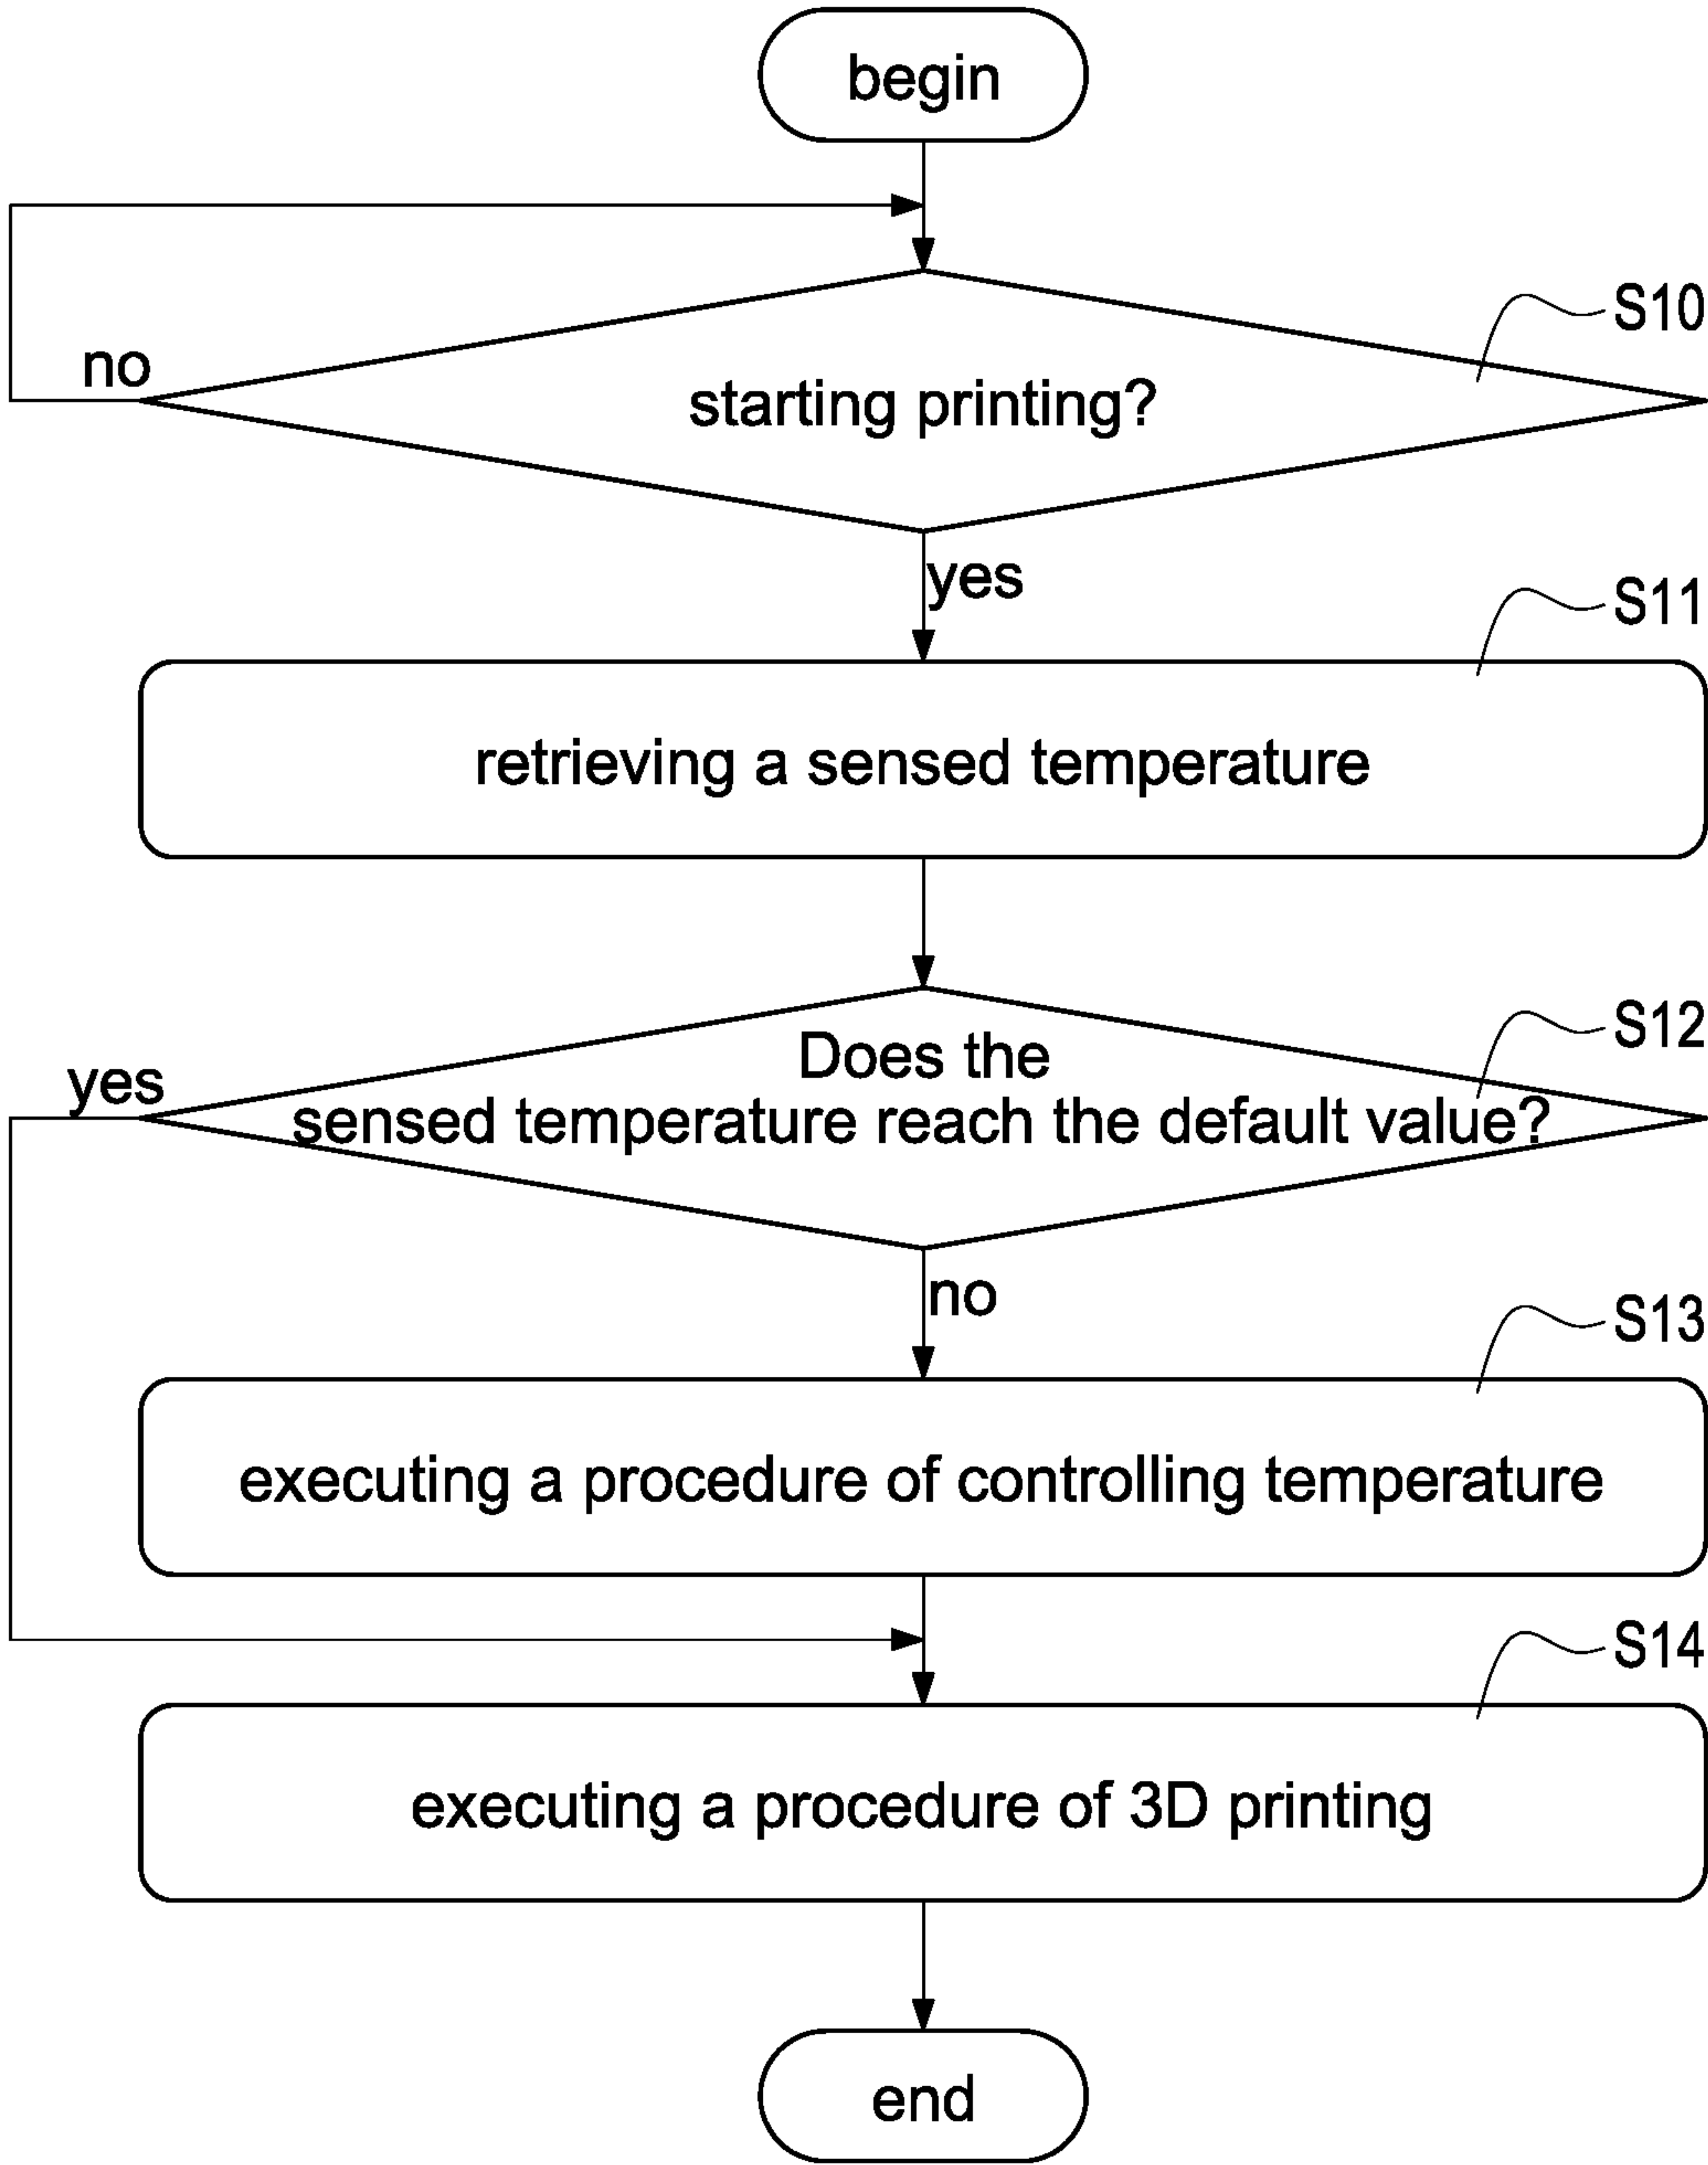 begin
S10
no
starting printing?
yes
S11
retrieving a sensed temperature
S12
Does the
yes
sensed temperature reach the default value?
no
S13
executing a procedure of controlling temperature
S14
executing a procedure of 3D printing
end